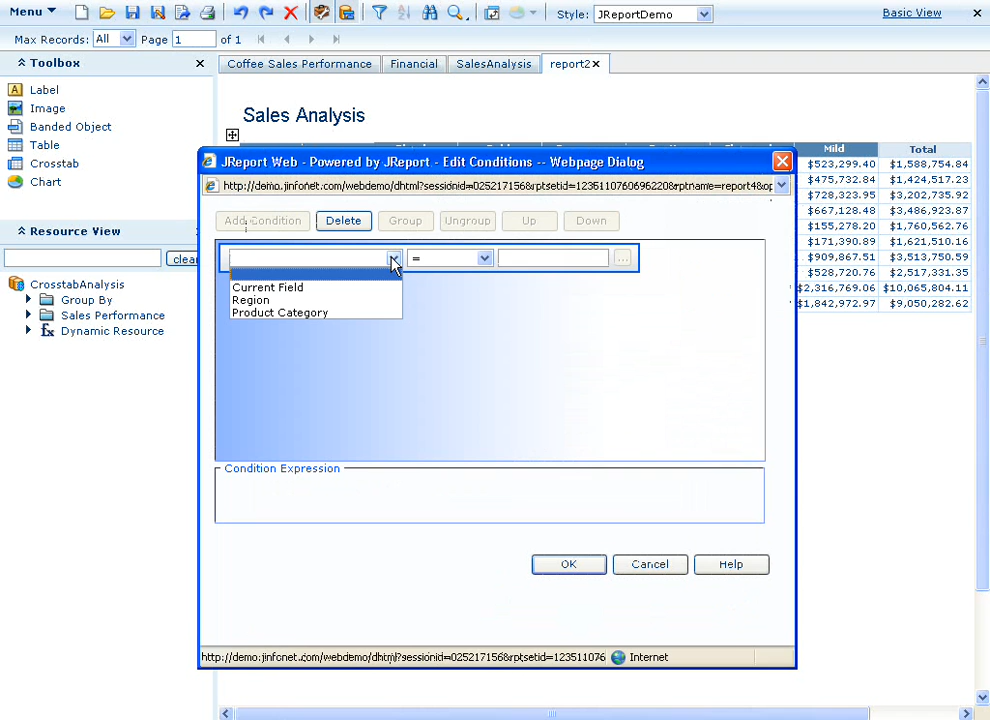 Menu
Style:
JReportDemo
Basic View
Max Records:
All
Page
1
of 1
Toolbox
Coffee Sales Performance
Financial
SalesAnalysis
report2
Label
Image
Banded Object
Table
Crosstab
Chart
Resource View
clear
CrosstabAnalysis
Group By
Sales Performance
fx Dynamic Resource
Sales Analysis
Mild Total
$523,299.40 $1,588,754.84
$475,732.84 $1,424,517.23
$728,323.95 $3,202,735.92
$667,128.48 $3,486,923.87
$155,278.20 $1,760,562.76
$171,390.89 $1,621,510.16
$909,867.51 $3,513,750.59
$528,720.76 $2,517,331.35
$2,316,769.06 $10,065,804.11
$1,842,972.97 $9,050,282.62
JReport Web - Powered by JReport - Edit Conditions -- Webpage Dialog
http://demo.jinfonet.com/webdemo/dhtml?sessionid=025217156&rptsetid=1235110760696220&rptname=report4&op
Add Condition
Delete
Group
Ungroup
Up
Down
=
...
Current Field
Region
Product Category
Condition Expression
OK
Cancel
Help
http://demo.jinfonet.com/webdemo/dhtml?sessionid=025217156&rptsetid=123511076
Internet